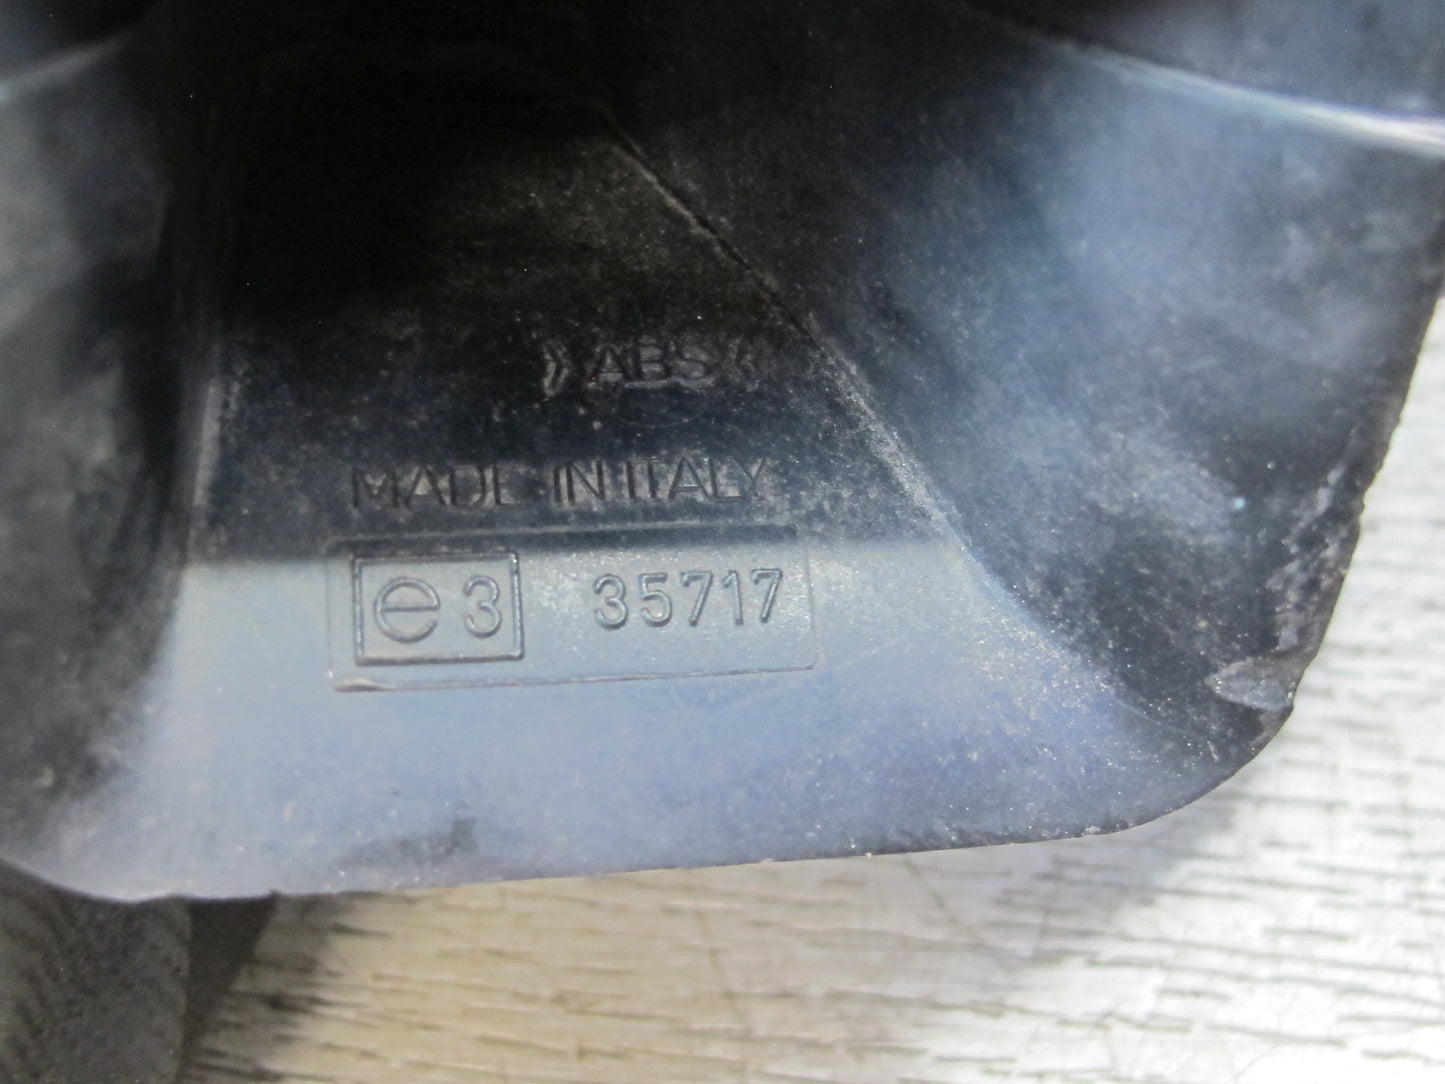 >ABS<
MADE IN ITALY
e3 35717